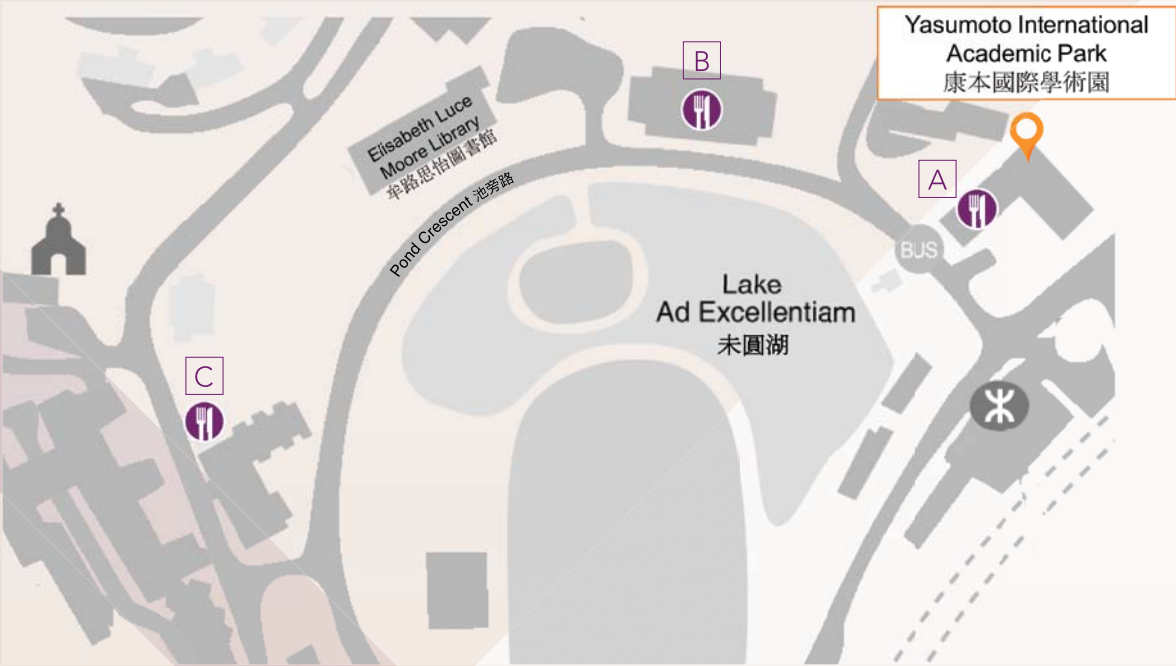 Yasumoto International
Academic Park
康本國際學術園
B
Elisabeth Luce
Moore Library
牟路思怡圖書館
A
Pond Crescent 池旁路
BUS
Lake
Ad Excellentiam
未圓湖
C